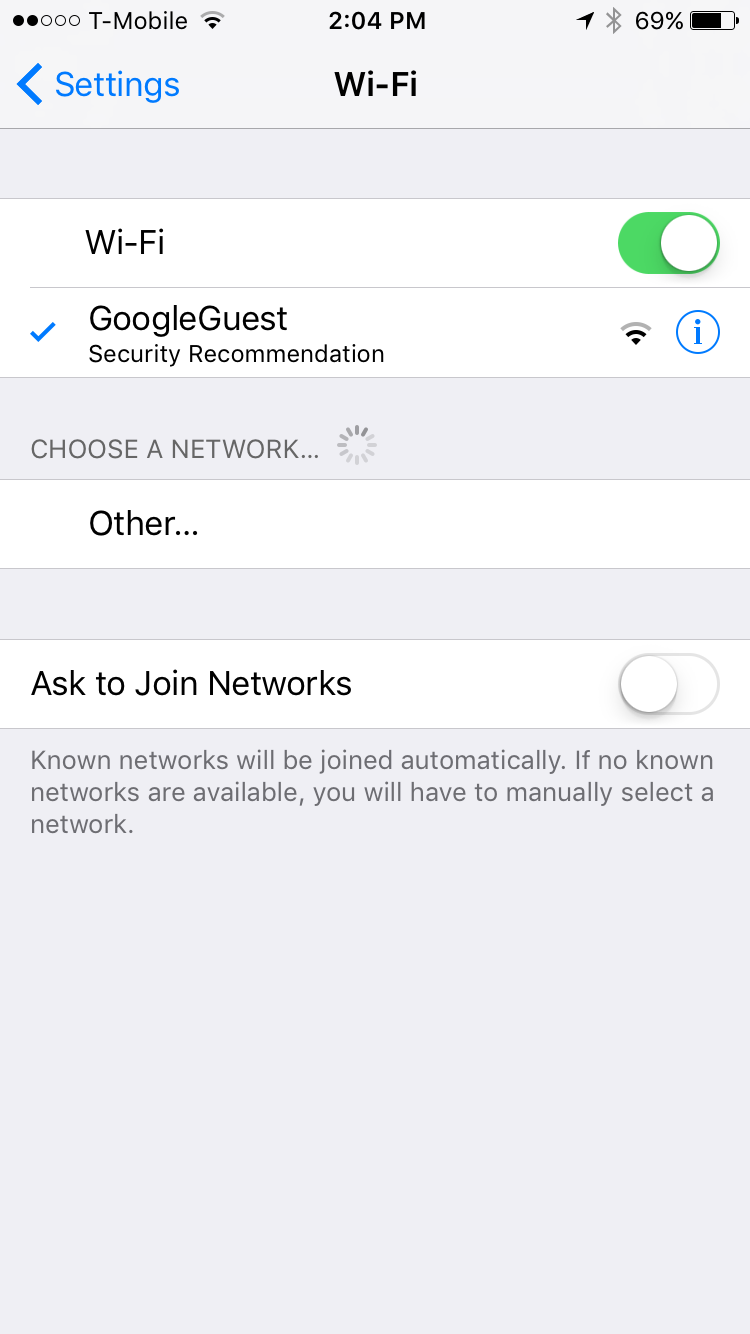 T-Mobile 2:04 PM 69%
Settings Wi-Fi
Wi-Fi
GoogleGuest
Security Recommendation
CHOOSE A NETWORK...
Other...
Ask to Join Networks
Known networks will be joined automatically. If no known
networks are available, you will have to manually select a
network.